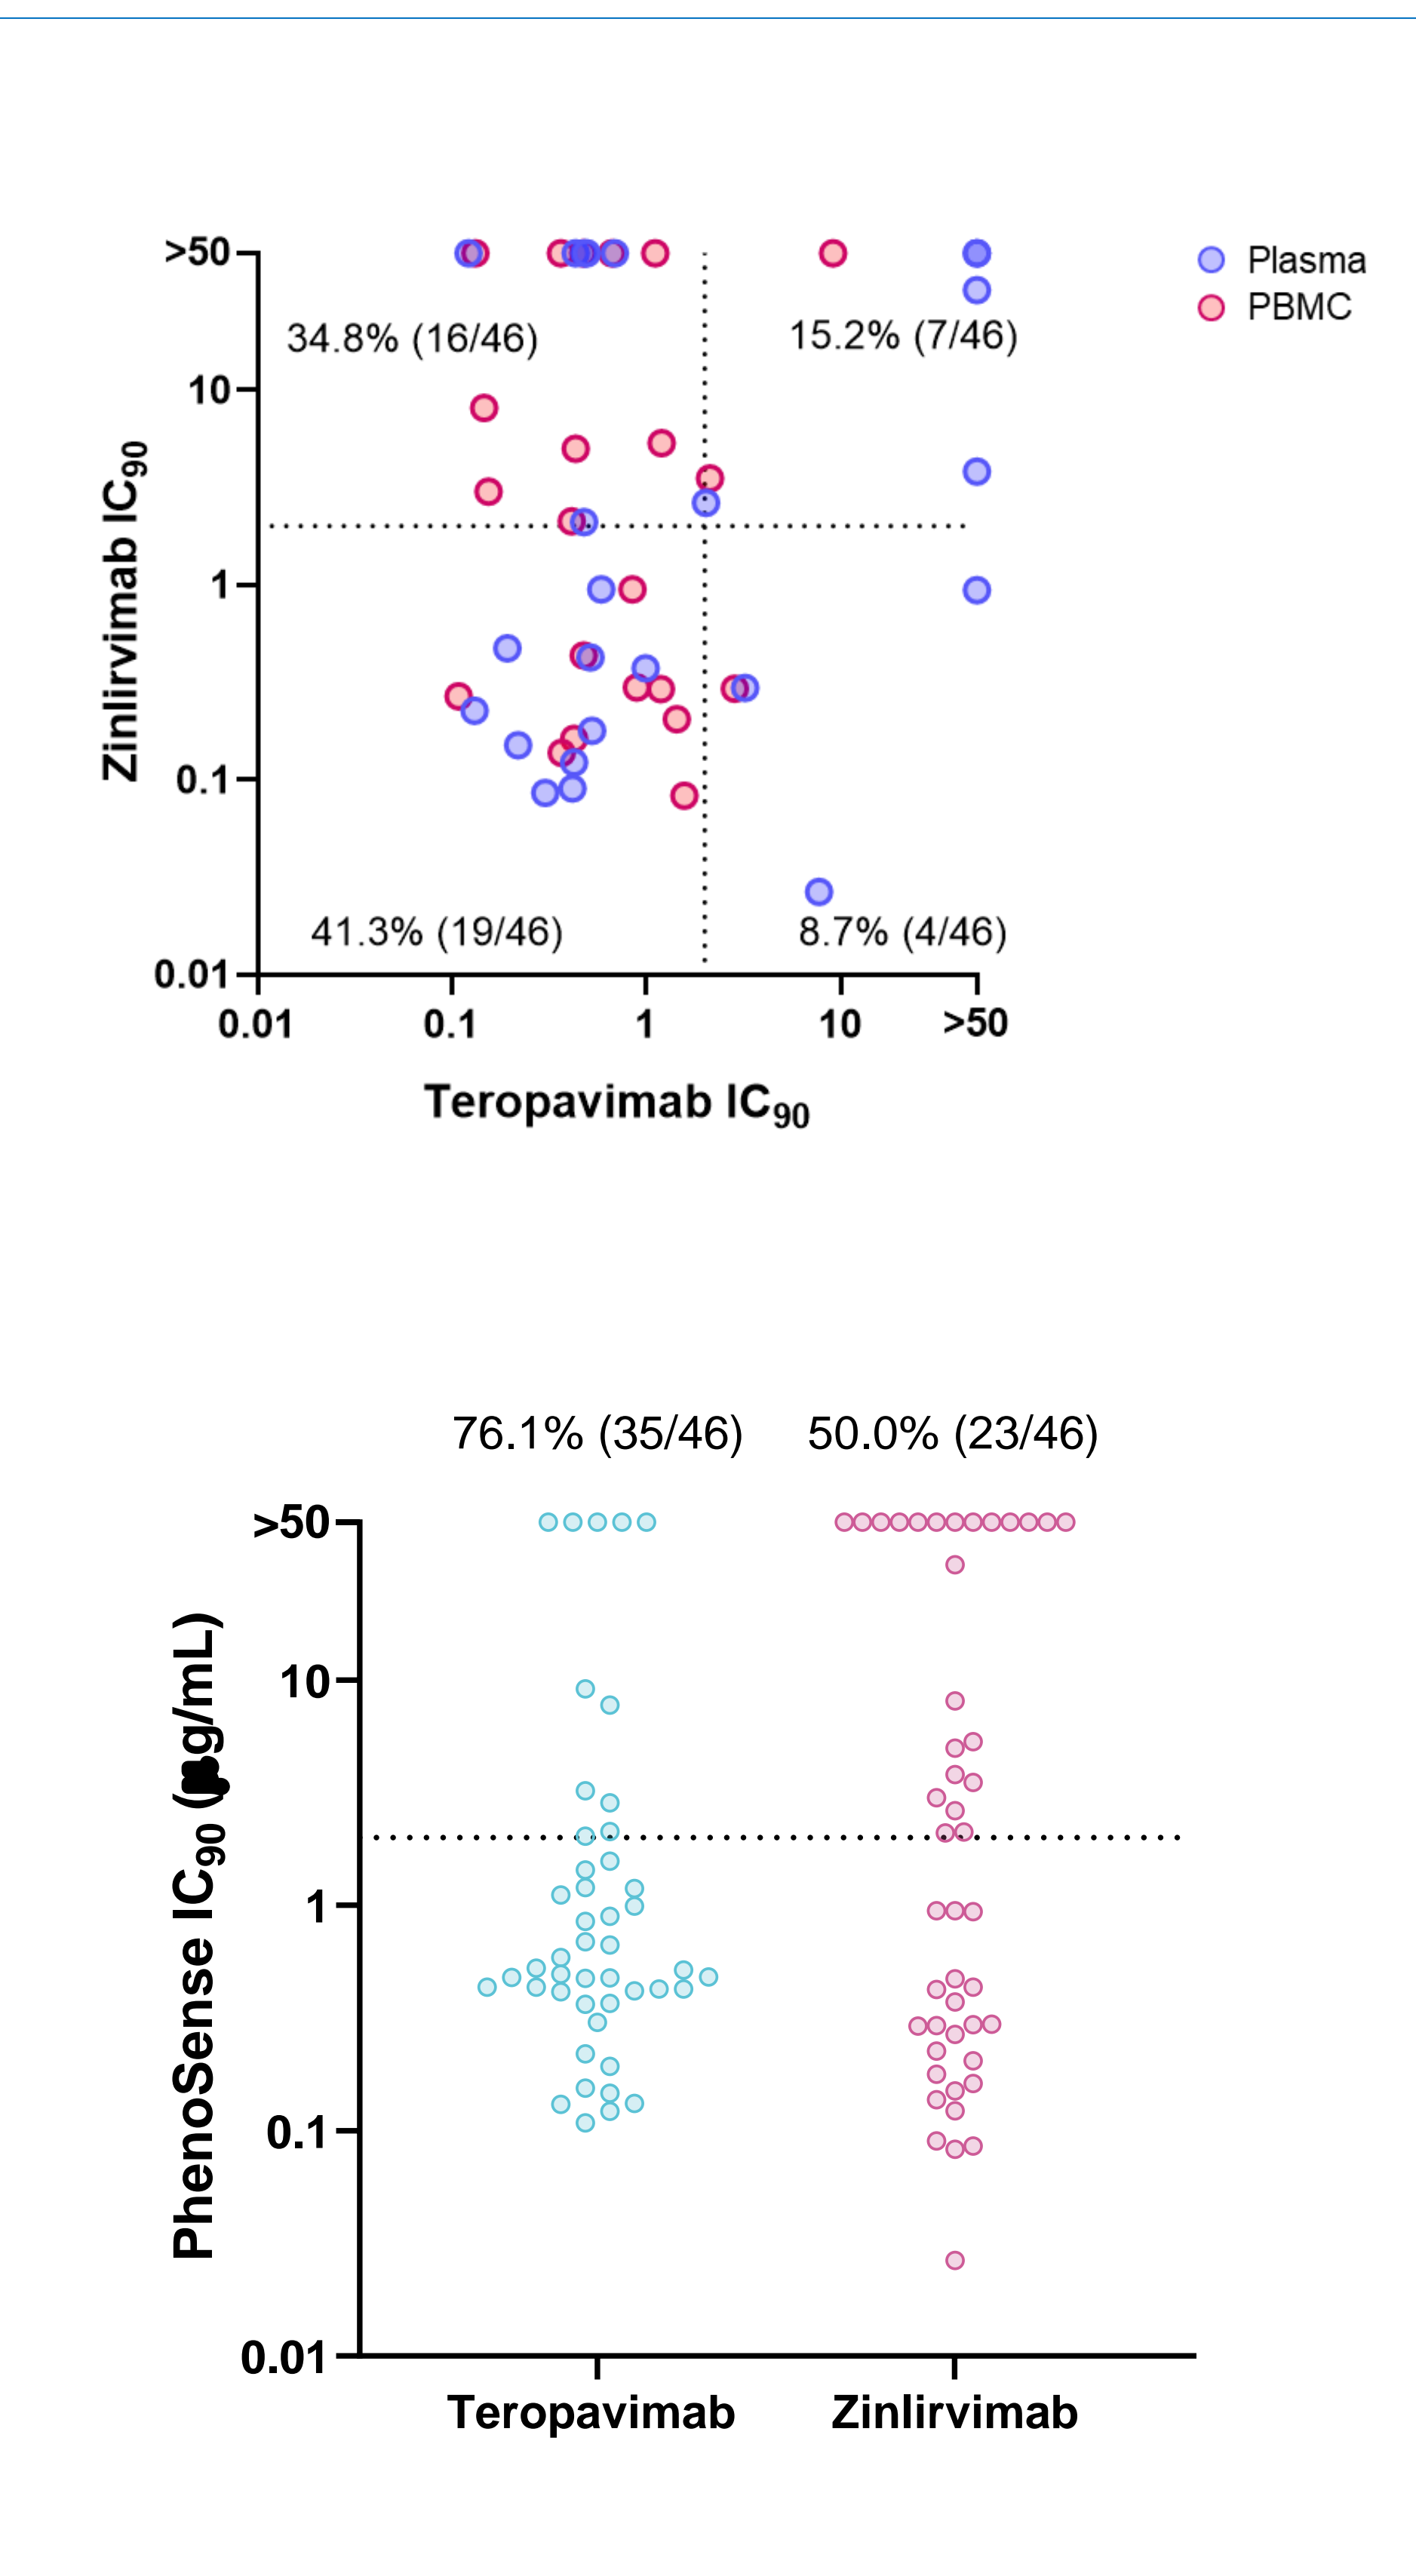 >50
Plasma
PBMC
34.8% (16/46)
15.2% (7/46)
10
Zinlirvimab IC90
1
0.1
41.3% (19/46)
8.7% (4/46)
0.01
0.01 0.1 1 10 >50
Teropavimab IC90
76.1% (35/46) 50.0% (23/46)
>50
10
PhenoSense IC90 (µg/mL)
1
0.1
0.01
Teropavimab Zinlirvimab